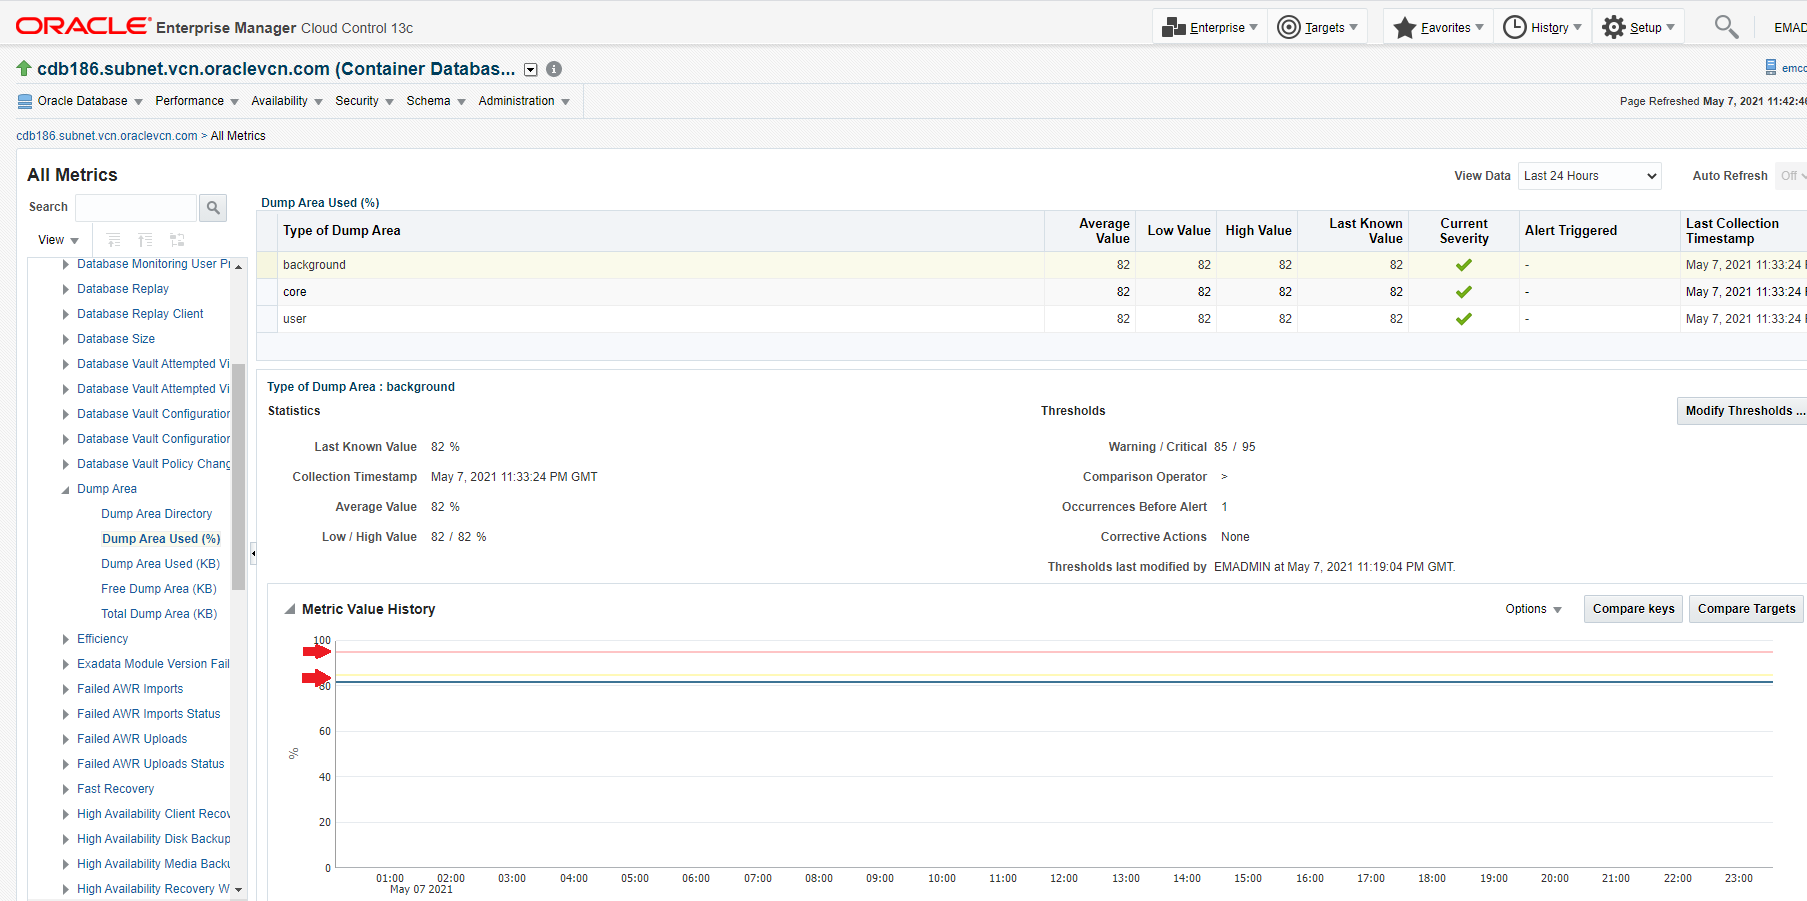 ORACLE Enterprise Manager Cloud Control 13c
Enterprise Targets Favorites History Setup EMAD
cdb186.subnet.vcn.oraclevcn.com (Container Databas... emcc
Oracle Database Performance Availability Security Schema Administration
Page Refreshed May 7, 2021 11:42:46
cdb186.subnet.vcn.oraclevcn.com > All Metrics
All Metrics
View Data Last 24 Hours Auto Refresh Off
Search
View
Database Monitoring User Pr
Database Replay
Database Replay Client
Database Size
Database Vault Attempted Vi
Database Vault Attempted Vi
Database Vault Configuration
Database Vault Configuration
Database Vault Policy Chang
Dump Area
Dump Area Directory
Dump Area Used (%)
Dump Area Used (KB)
Free Dump Area (KB)
Total Dump Area (KB)
Efficiency
Exadata Module Version Fail
Failed AWR Imports
Failed AWR Imports Status
Failed AWR Uploads
Failed AWR Uploads Status
Fast Recovery
High Availability Client Recov
High Availability Disk Backup
High Availability Media Backu
High Availability Recovery W
Dump Area Used (%)
Type of Dump Area Average Value Low Value High Value Last Known Value Current Severity Alert Triggered Last Collection Timestamp
background 82 82 82 82 - May 7, 2021 11:33:24
core 82 82 82 82 - May 7, 2021 11:33:24
user 82 82 82 82 - May 7, 2021 11:33:24
Type of Dump Area : background
Statistics
Last Known Value 82 %
Collection Timestamp May 7, 2021 11:33:24 PM GMT
Average Value 82 %
Low / High Value 82 / 82 %
Thresholds
Modify Thresholds ...
Warning / Critical 85 / 95
Comparison Operator >
Occurrences Before Alert 1
Corrective Actions None
Thresholds last modified by EMADMIN at May 7, 2021 11:19:04 PM GMT.
Metric Value History
Options Compare keys Compare Targets
100
80
60
%
40
20
0
01:00 02:00 03:00 04:00 05:00 06:00 07:00 08:00 09:00 10:00 11:00 12:00 13:00 14:00 15:00 16:00 17:00 18:00 19:00 20:00 21:00 22:00 23:00
May 07 2021